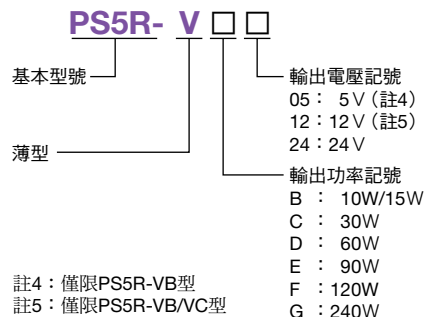 PS5R- V □ □
基本型號
薄型
輸出電壓記號
05： 5V（註4）
12：12V（註5）
24：24V
輸出功率記號
B ： 10W/15W
C ： 30W
D ： 60W
E ： 90W
F ：120W
G ：240W
註4：僅限PS5R-VB型
註5：僅限PS5R-VB/VC型